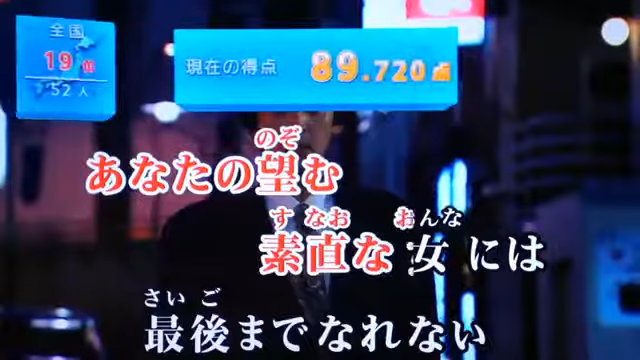 全国
19位
52人
現在の得点 89.720点
のぞ
あなたの望む
すなお おんな
素直な女には
さいご
最後までなれない